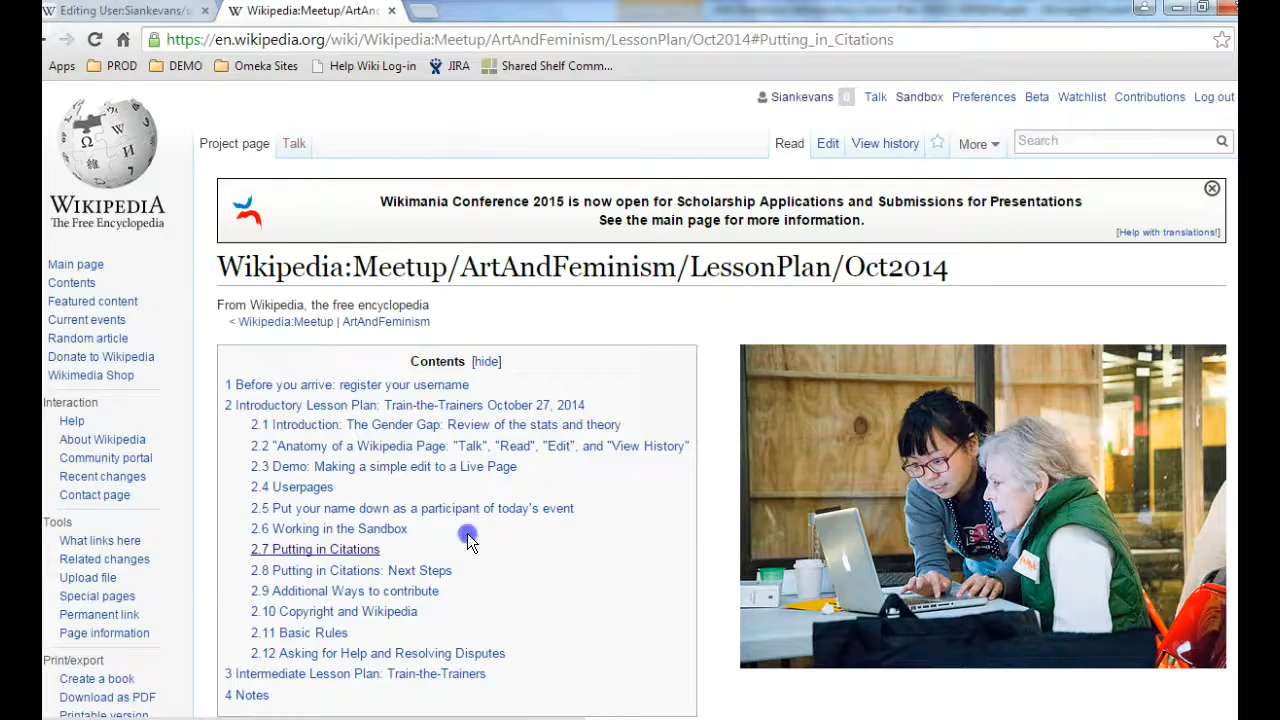 Editing User:Siankevans/s
Wikipedia:Meetup/ArtAnd
https://en.wikipedia.org/wiki/Wikipedia:Meetup/ArtAndFeminism/LessonPlan/Oct2014#Putting_in_Citations
Apps PROD DEMO Omeka Sites Help Wiki Log-in JIRA Shared Shelf Comm...
Siankevans 0 Talk Sandbox Preferences Beta Watchlist Contributions Log out
Project page Talk Read Edit View history More Search
WIKIPEDIA
The Free Encyclopedia
Wikimania Conference 2015 is now open for Scholarship Applications and Submissions for Presentations
See the main page for more information.
[Help with translations!]
Wikipedia:Meetup/ArtAndFeminism/LessonPlan/Oct2014
From Wikipedia, the free encyclopedia
< Wikipedia:Meetup | ArtAndFeminism
Main page
Contents
Featured content
Current events
Random article
Donate to Wikipedia
Wikimedia Shop
Interaction
Help
About Wikipedia
Community portal
Recent changes
Contact page
Tools
What links here
Related changes
Upload file
Special pages
Permanent link
Page information
Print/export
Create a book
Download as PDF
Printable version
Contents [hide]
1 Before you arrive: register your username
2 Introductory Lesson Plan: Train-the-Trainers October 27, 2014
2.1 Introduction: The Gender Gap: Review of the stats and theory
2.2 "Anatomy of a Wikipedia Page: "Talk", "Read", "Edit", and "View History"
2.3 Demo: Making a simple edit to a Live Page
2.4 Userpages
2.5 Put your name down as a participant of today's event
2.6 Working in the Sandbox
2.7 Putting in Citations
2.8 Putting in Citations: Next Steps
2.9 Additional Ways to contribute
2.10 Copyright and Wikipedia
2.11 Basic Rules
2.12 Asking for Help and Resolving Disputes
3 Intermediate Lesson Plan: Train-the-Trainers
4 Notes